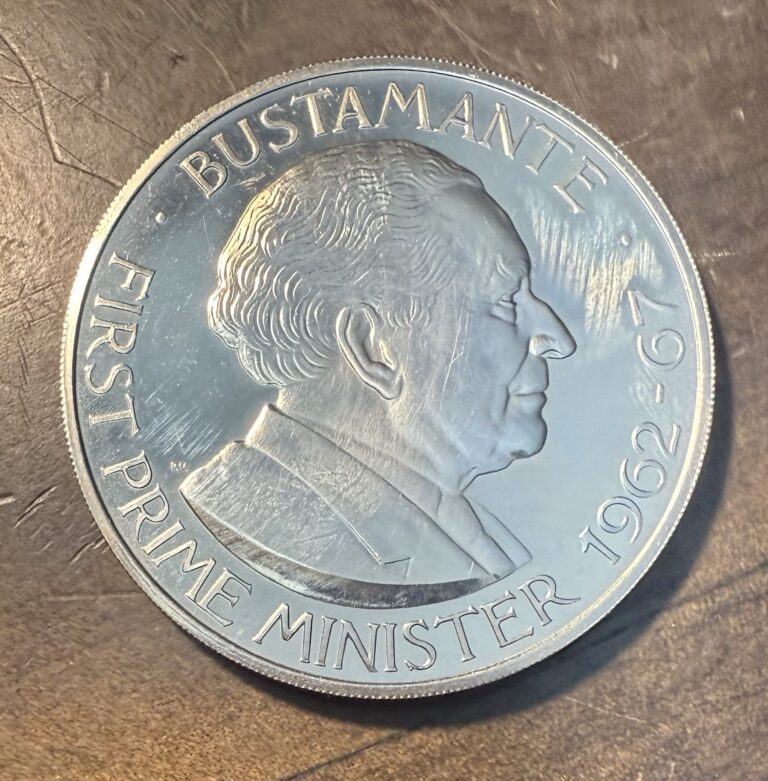 · BUSTAMANTE ·
FIRST PRIME MINISTER 1962-67